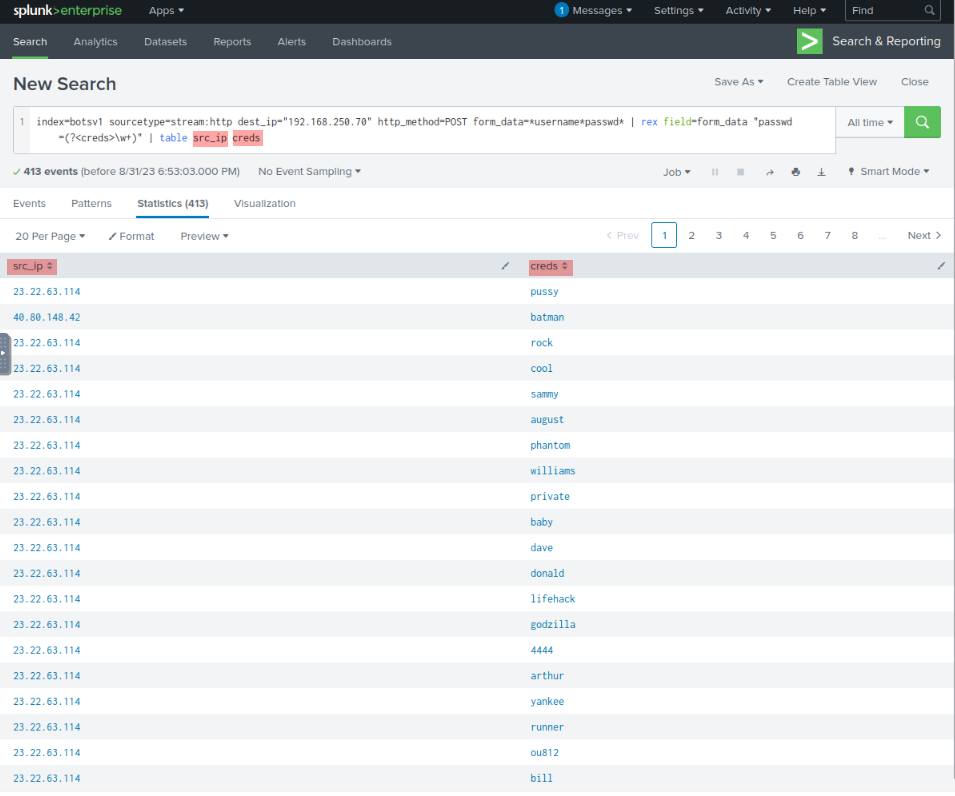 splunk>enterprise Apps 1 Messages Settings Activity Help Find
Search Analytics Datasets Reports Alerts Dashboards > Search & Reporting
New Search Save As Create Table View Close
1 index=botsv1 sourcetype=stream:http dest_ip="192.168.250.70" http_method=POST form_data=*username*passwd* | rex field=form_data "passwd
=(?<creds>\w+)" | table src_ip creds
All time
✓ 413 events (before 8/31/23 6:53:03.000 PM) No Event Sampling Job Smart Mode
Events Patterns Statistics (413) Visualization
20 Per Page Format Preview < Prev 1 2 3 4 5 6 7 8 ... Next >
src_ip creds
23.22.63.114 pussy
40.80.148.42 batman
23.22.63.114 rock
23.22.63.114 cool
23.22.63.114 sammy
23.22.63.114 august
23.22.63.114 phantom
23.22.63.114 williams
23.22.63.114 private
23.22.63.114 baby
23.22.63.114 dave
23.22.63.114 donald
23.22.63.114 lifehack
23.22.63.114 godzilla
23.22.63.114 4444
23.22.63.114 arthur
23.22.63.114 yankee
23.22.63.114 runner
23.22.63.114 ou812
23.22.63.114 bill